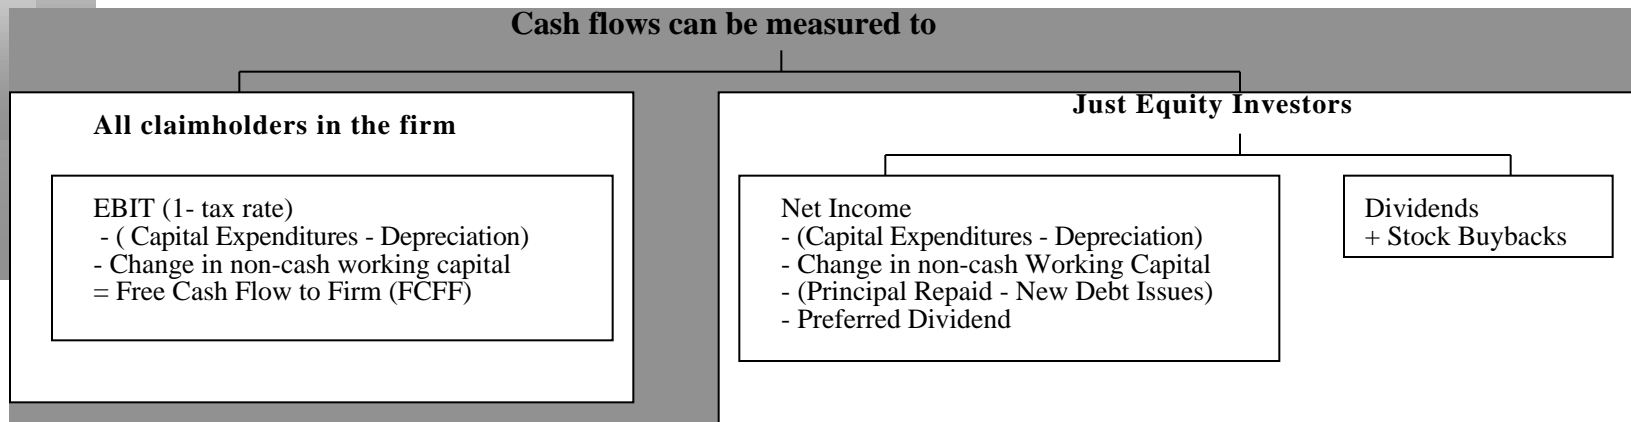 Cash flows can be measured to
All claimholders in the firm
EBIT (1- tax rate)
- ( Capital Expenditures - Depreciation)
- Change in non-cash working capital
= Free Cash Flow to Firm (FCFF)
Just Equity Investors
Net Income
- (Capital Expenditures - Depreciation)
- Change in non-cash Working Capital
- (Principal Repaid - New Debt Issues)
- Preferred Dividend
Dividends
+ Stock Buybacks